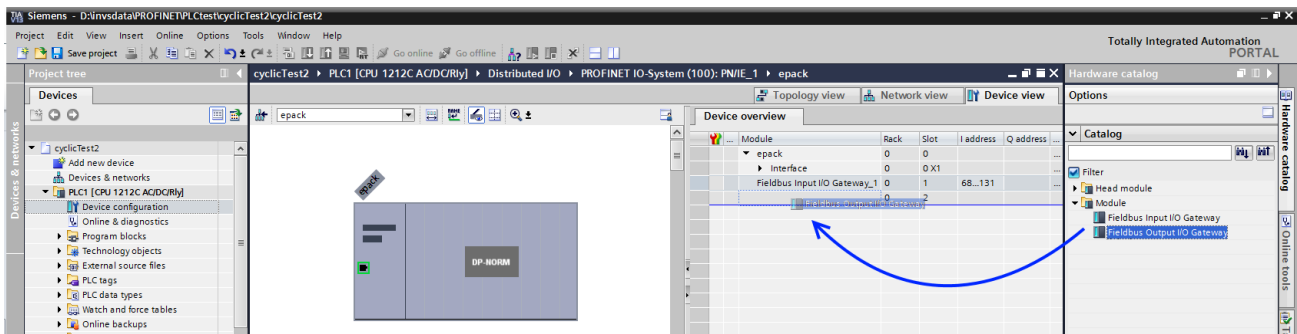 Siemens - D:\invsdata\PROFINET\PLCtest\cyclicTest2\cyclicTest2
Project Edit View Insert Online Options Tools Window Help
Save project Go online Go offline
Totally Integrated Automation
PORTAL
Project tree
cyclicTest2 PLC1 [CPU 1212C AC/DC/Rly] Distributed I/O PROFINET IO-System (100): PN/IE_1 epack
Hardware catalog
Devices
Topology view Network view Device view
Options
epack
Device overview
Module Rack Slot I address Q address ...
Catalog
cyclicTest2
Add new device
Devices & networks
PLC1 [CPU 1212C AC/DC/Rly]
Device configuration
Online & diagnostics
Program blocks
Technology objects
External source files
PLC tags
PLC data types
Watch and force tables
Online backups
epack
DP-NORM
epack 0 0
Interface 0 0 X1
Fieldbus Input I/O Gateway_1 0 1 68...131
0 2
Fieldbus Output I/O Gateway
Filter
Head module
Module
Fieldbus Input I/O Gateway
Fieldbus Output I/O Gateway
Devices & networks
Hardware catalog
Online tools